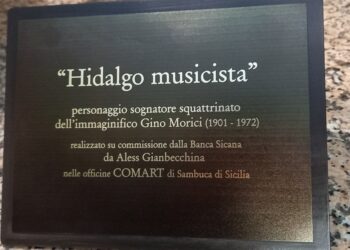 “Hidalgo musicista”
personaggio sognatore squattrinato
dell’immaginifico Gino Morici (1901 - 1972)
realizzato su commissione dalla Banca Sicana
da Aless Gianbecchina
nelle officine COMART di Sambuca di Sicilia